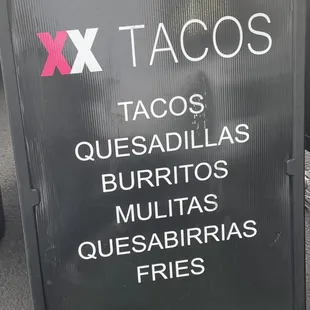 XX TACOS
TACOS
QUESADILLAS
BURRITOS
MULITAS
QUESABIRRIAS
FRIES